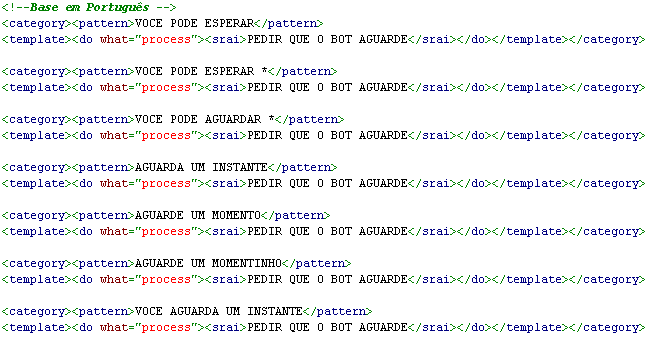 <!--Base em Português -->
<category><pattern>VOCE PODE ESPERAR</pattern>
<template><do what="process"><srai>PEDIR QUE O BOT AGUARDE</srai></do></template></category>
<category><pattern>VOCE PODE ESPERAR *</pattern>
<template><do what="process"><srai>PEDIR QUE O BOT AGUARDE</srai></do></template></category>
<category><pattern>VOCE PODE AGUARDAR *</pattern>
<template><do what="process"><srai>PEDIR QUE O BOT AGUARDE</srai></do></template></category>
<category><pattern>AGUARDA UM INSTANTE</pattern>
<template><do what="process"><srai>PEDIR QUE O BOT AGUARDE</srai></do></template></category>
<category><pattern>AGUARDE UM MOMENTO</pattern>
<template><do what="process"><srai>PEDIR QUE O BOT AGUARDE</srai></do></template></category>
<category><pattern>AGUARDE UM MOMENTINHO</pattern>
<template><do what="process"><srai>PEDIR QUE O BOT AGUARDE</srai></do></template></category>
<category><pattern>VOCE AGUARDA UM INSTANTE</pattern>
<template><do what="process"><srai>PEDIR QUE O BOT AGUARDE</srai></do></template></category>